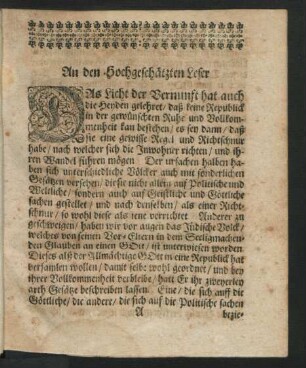 An den Hochgeschätzten Leser
DAs Licht der Vernunfft hat auch
die Heyden gelehret / daß keine Republick
in der gewünschten Ruhe und Vollkom-
menheit kan bestehen / es sey dann / daß
sie eine gewisse Regel und Richtschnur
habe / nach welcher sich die Inwohner richten / und ih-
ren Wandel führen mögen. Der ursachen halben ha-
ben sich unterschiedliche Völcker auch mit sonderlichen
Gesätzen versehen / die sie nicht allein auf Politische und
Weltliche / sondern auch auf Geistliche und Göttliche
sachen gestellet / und nach denselben / als einer Richt-
schnur / so wohl diese als jene verrichtet. Anderer zu
geschweigen / haben wir vor augen das Jüdische Volck /
welches von seinen Vor-Eltern in dem Seeligmachen-
den Glauben an einen GOtt / ist unterwiesen worden.
Dieses als der Allmächtige GOtt in eine Republick hat
versamlen wollen / damit selbe wohl geordnet / und bey
ihrer Vollkommenheit verbleibe / hatt Er ihr zweyerley
arth Gesätze beschreiben lassen. Eine / die sich auff die
Göttliche / die andere / die sich auf die Politische sachen
A bezie-